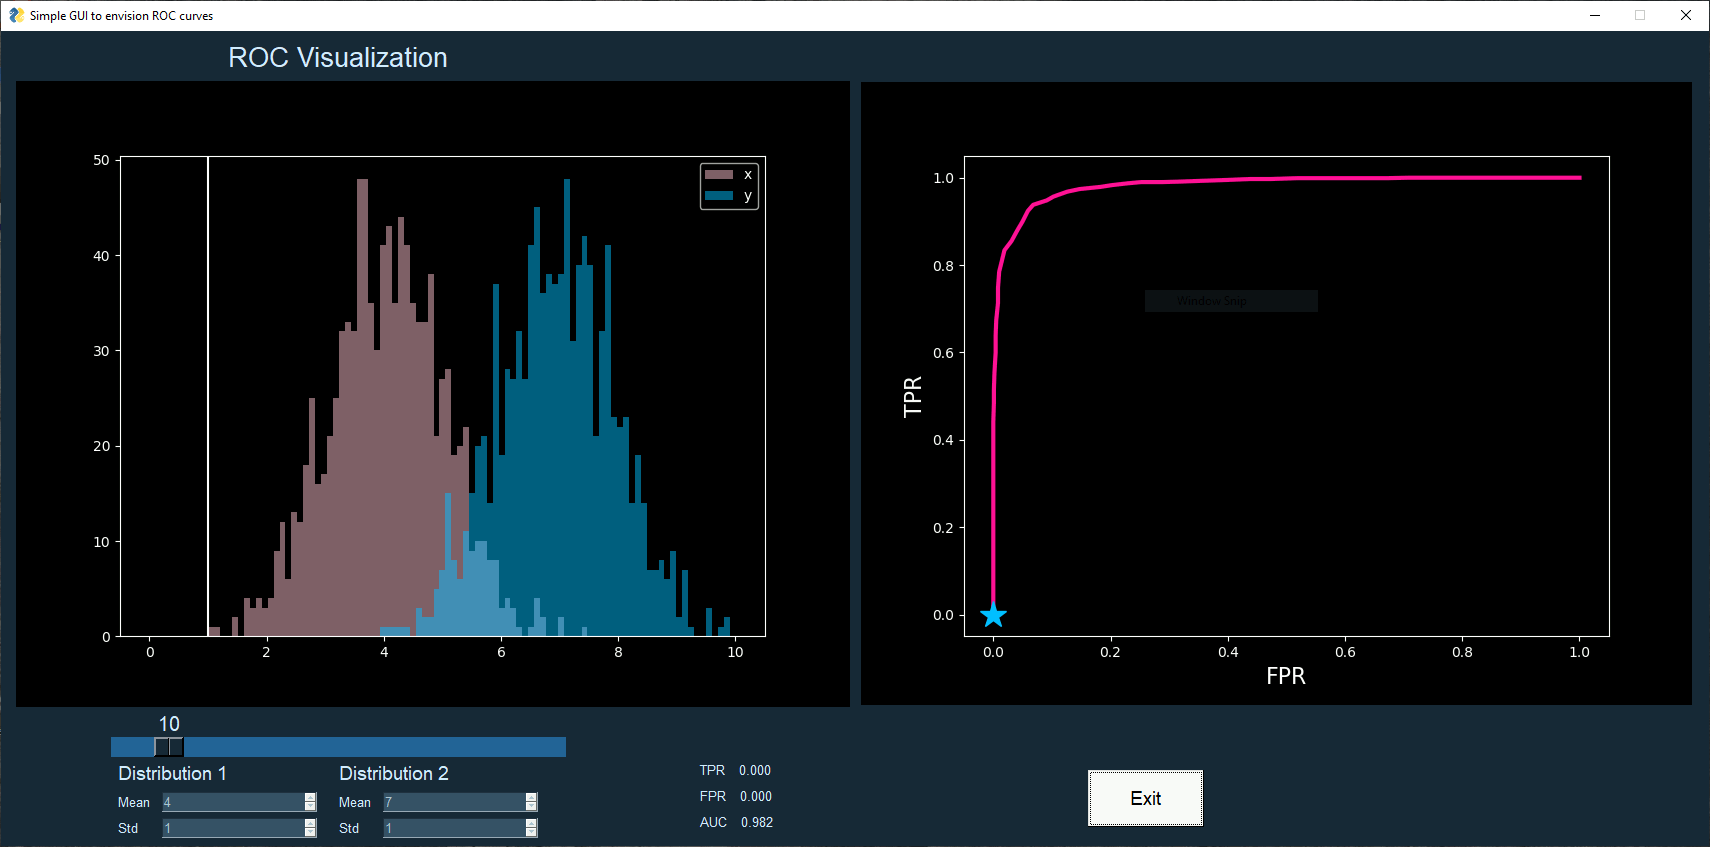 Simple GUI to envision ROC curves
ROC Visualization
50
40
30
20
10
0
0 2 4 6 8 10
x
y
1.0
0.8
0.6
0.4
0.2
0.0
TPR
Window Snip
0.0 0.2 0.4 0.6 0.8 1.0
FPR
10
Distribution 1 Distribution 2
Mean 4 Mean 7
Std 1 Std 1
TPR 0.000
FPR 0.000
AUC 0.982
Exit